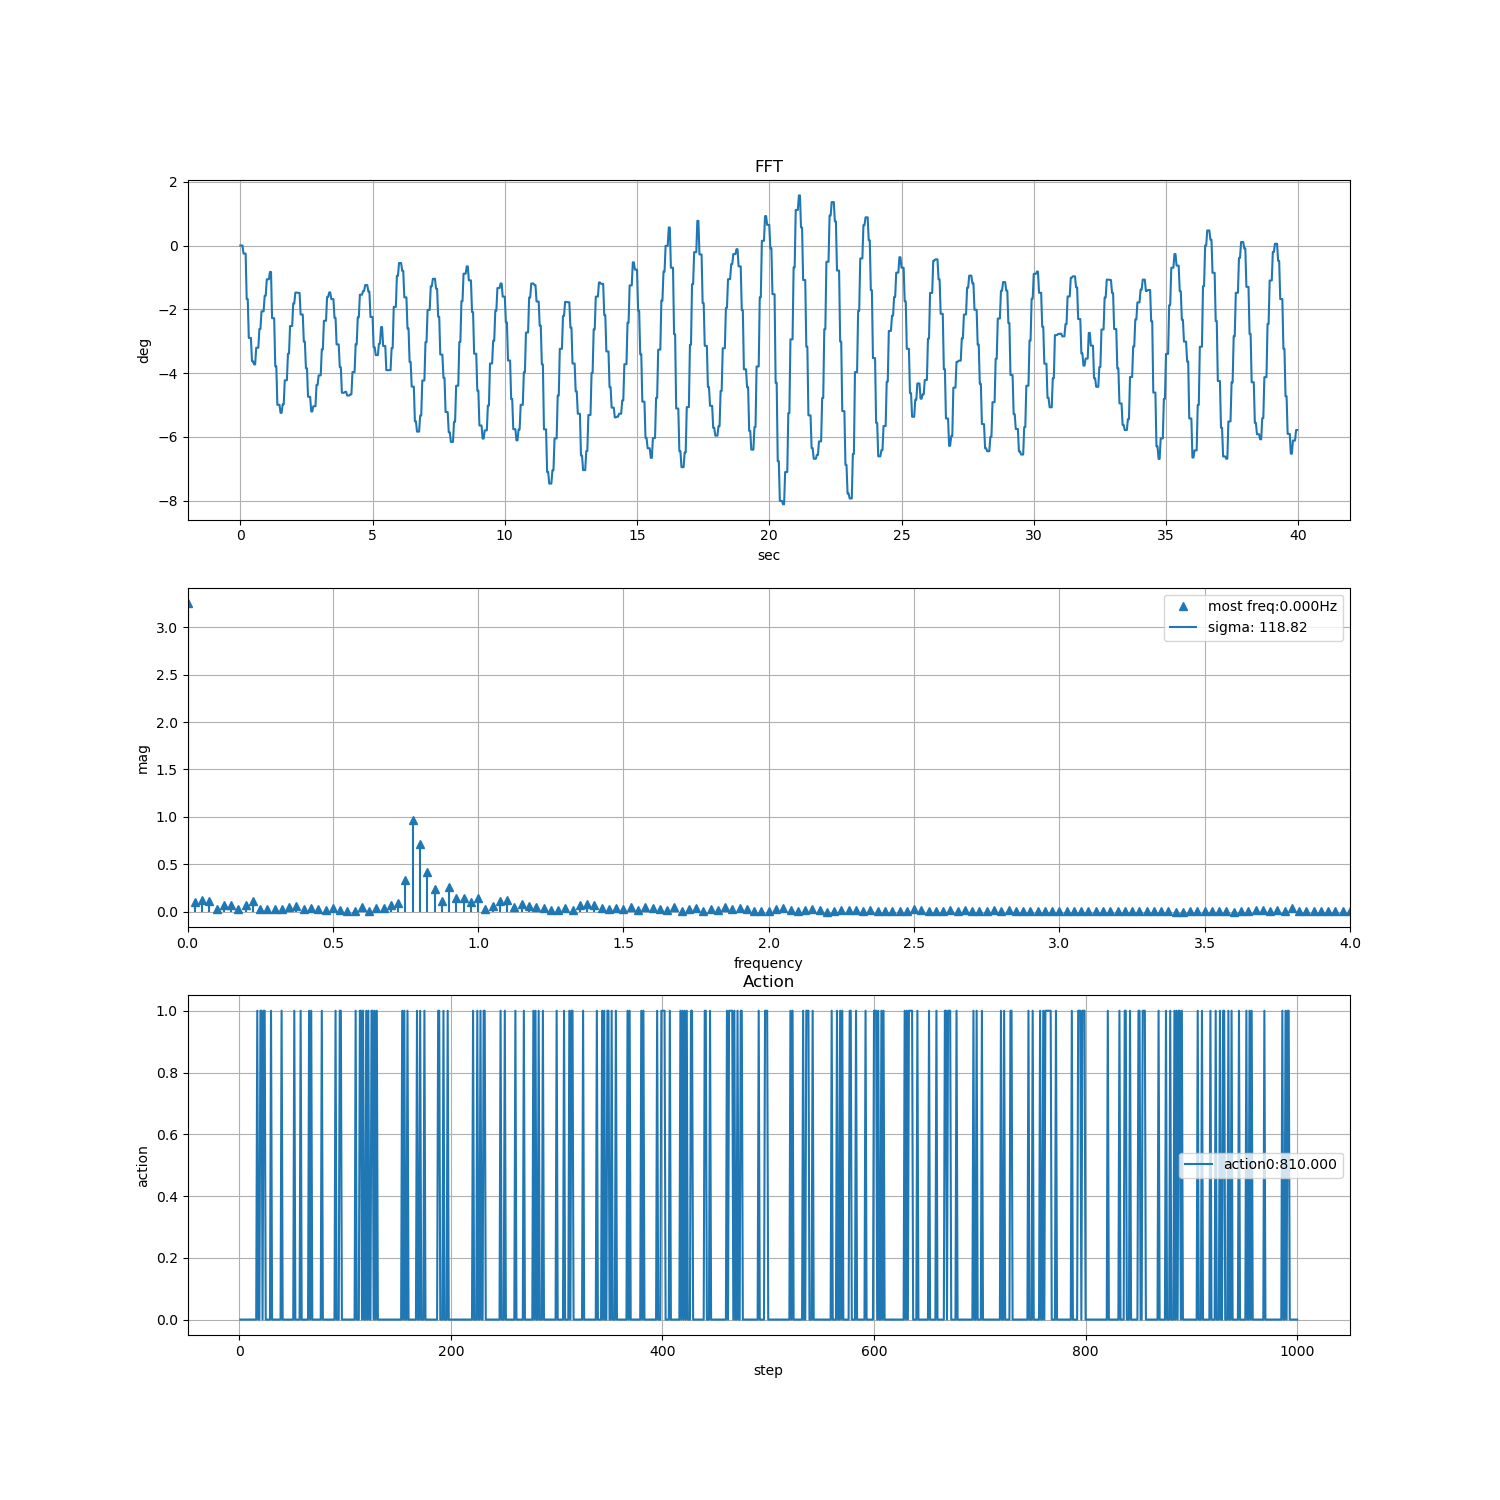 FFT
2
0
−2
−4
−6
−8
deg
0 5 10 15 20 25 30 35 40
sec
most freq:0.000Hz
sigma: 118.82
3.0
2.5
2.0
1.5
1.0
0.5
0.0
mag
0.0 0.5 1.0 1.5 2.0 2.5 3.0 3.5 4.0
frequency
Action
1.0
0.8
0.6
0.4
0.2
0.0
action
action0:810.000
0 200 400 600 800 1000
step